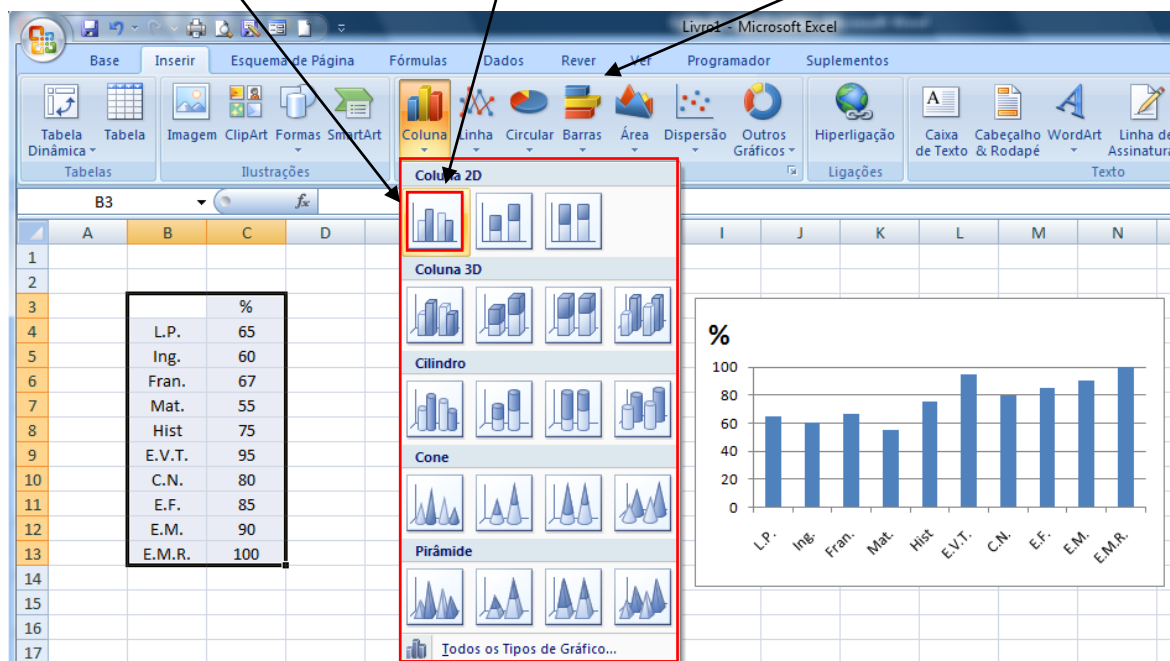 Livro1 - Microsoft Excel
Base Inserir Esquema de Página Fórmulas Dados Rever Ver Programador Suplementos
Tabela Dinâmica
Tabela
Imagem
ClipArt
Formas
SmartArt
Coluna
Linha
Circular
Barras
Área
Dispersão
Outros Gráficos
Hiperligação
Caixa de Texto
Cabeçalho & Rodapé
WordArt
Linha de Assinatura
Tabelas
Ilustrações
Ligações
Texto
B3
fx
A B C D I J K L M N
1
2
3 %
4 L.P. 65
5 Ing. 60
6 Fran. 67
7 Mat. 55
8 Hist 75
9 E.V.T. 95
10 C.N. 80
11 E.F. 85
12 E.M. 90
13 E.M.R. 100
14
15
16
17
Coluna 2D
Coluna 3D
Cilindro
Cone
Pirâmide
Todos os Tipos de Gráfico...
%
100
80
60
40
20
0
L.P. Ing. Fran. Mat. Hist E.V.T. C.N. E.F. E.M. E.M.R.